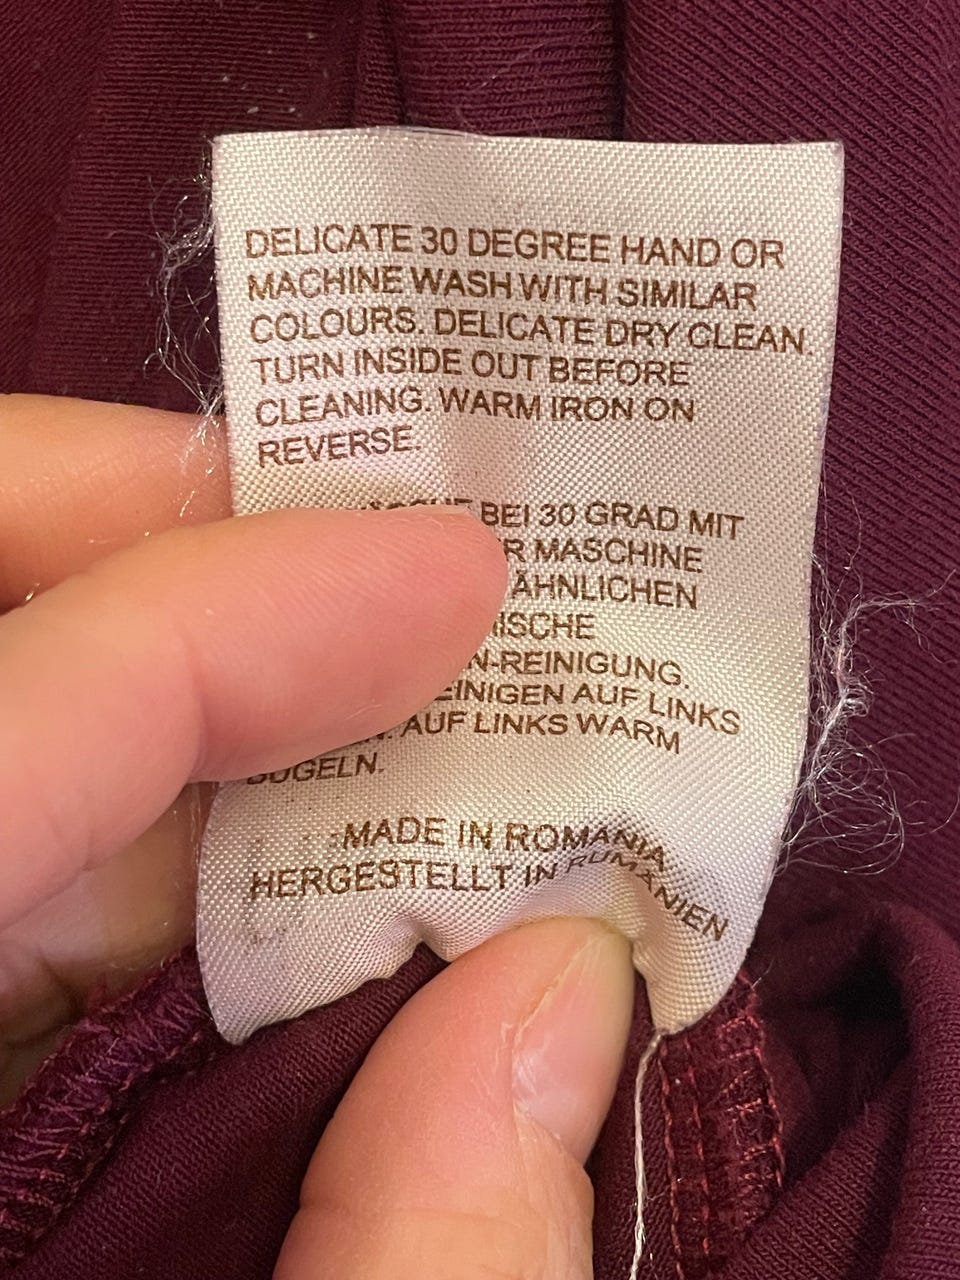 DELICATE 30 DEGREE HAND OR
MACHINE WASH WITH SIMILAR
COLOURS. DELICATE DRY CLEAN.
TURN INSIDE OUT BEFORE
CLEANING. WARM IRON ON
REVERSE.
BEI 30 GRAD MIT
MASCHINE
ÄHNLICHEN
AUF LINKS
AUF LINKS WARM
BÜGELN.
MADE IN ROMANIA
HERGESTELLT IN RUMÄNIEN